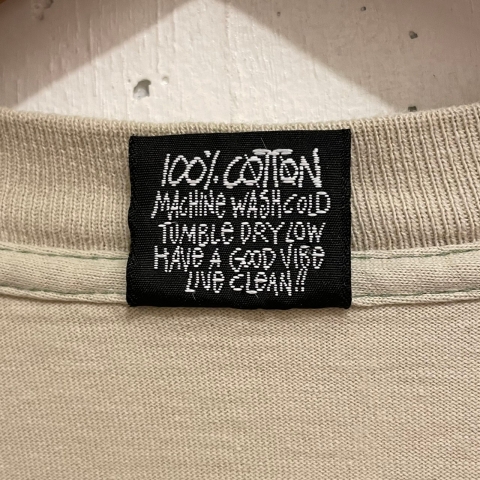 100% COTTON
MACHINE WASH COLD
TUMBLE DRY LOW
HAVE A GOOD VIBE
LIVE CLEAN!!